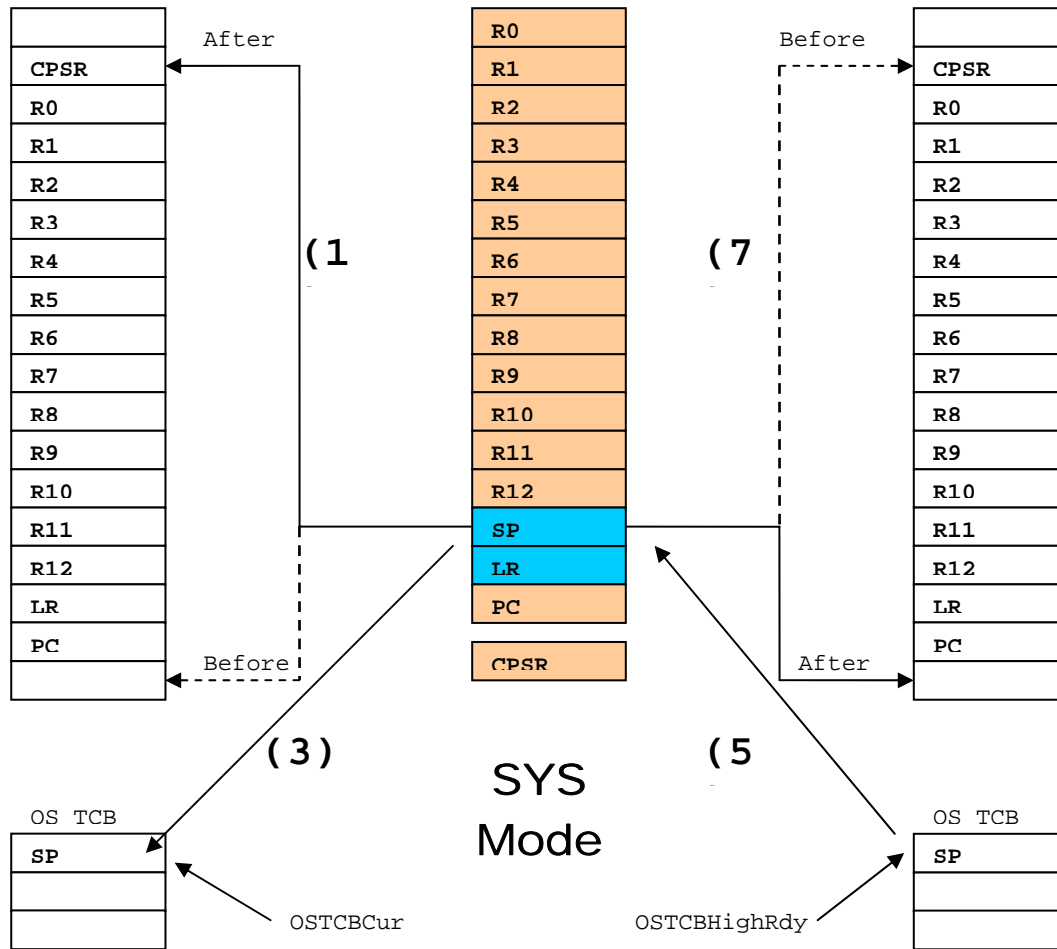 After
CPSR
R0
R1
R2
R3
R4
R5
R6
R7
R8
R9
R10
R11
R12
LR
PC
Before
(1
(3)
OS TCB
SP
OSTCBCur
R0
R1
R2
R3
R4
R5
R6
R7
R8
R9
R10
R11
R12
SP
LR
PC
CPSR
SYS
Mode
Before
(7
After
(5
CPSR
R0
R1
R2
R3
R4
R5
R6
R7
R8
R9
R10
R11
R12
LR
PC
OS TCB
SP
OSTCBHighRdy